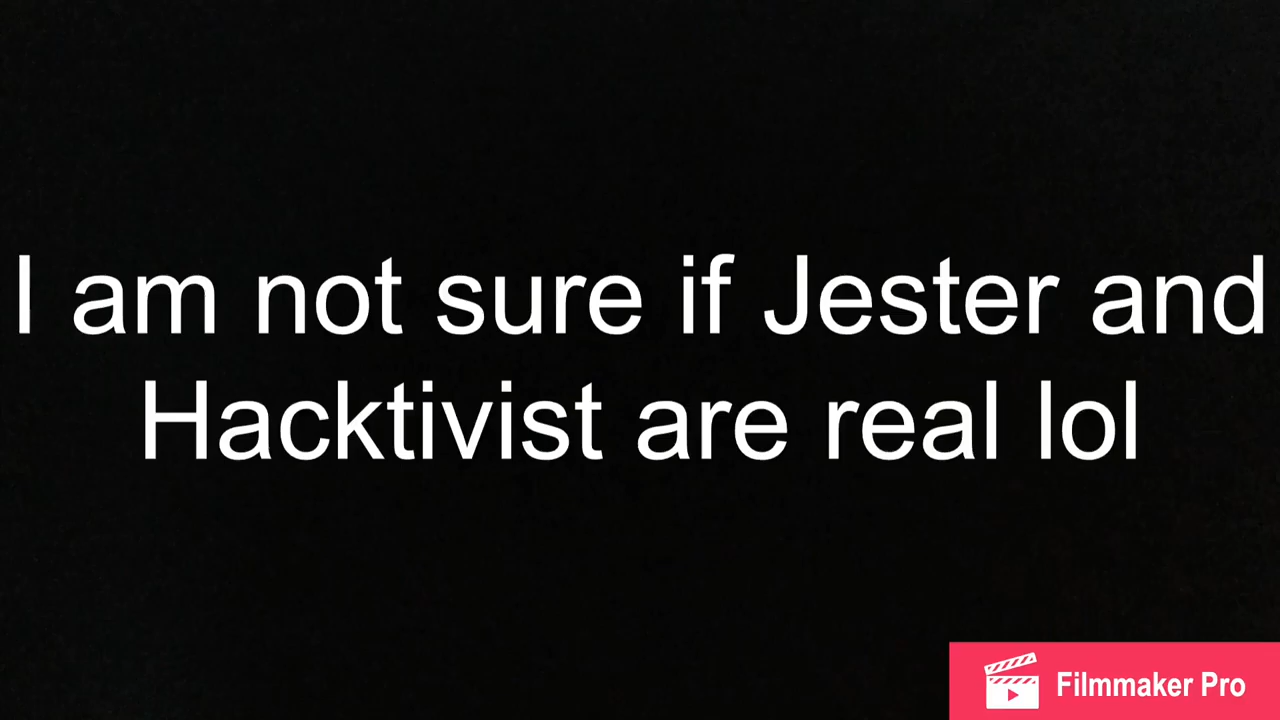 I am not sure if Jester and
Hacktivist are real lol
Filmmaker Pro